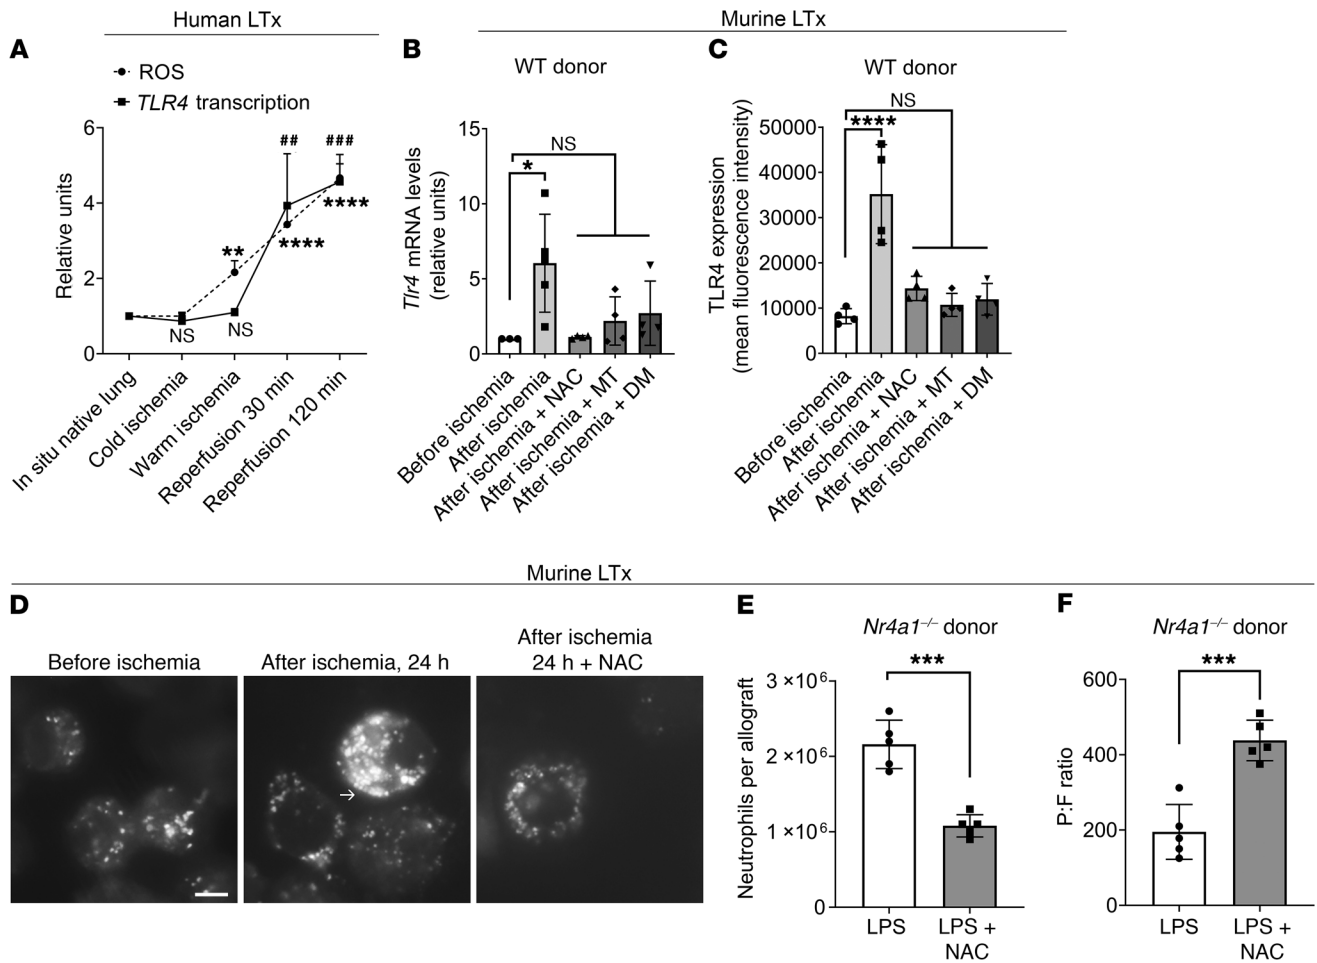 Human LTx
Murine LTx
A
ROS
TLR4 transcription
Relative units
6
4
2
0
##
###
**
****
****
NS
NS
In situ native lung
Cold ischemia
Warm ischemia
Reperfusion 30 min
Reperfusion 120 min
B
WT donor
Tlr4 mRNA levels
(relative units)
15
10
5
0
NS
*
Before ischemia
After ischemia
After ischemia + NAC
After ischemia + MT
After ischemia + DM
C
WT donor
TLR4 expression
(mean fluorescence intensity)
50000
40000
30000
20000
10000
0
NS
****
Before ischemia
After ischemia
After ischemia + NAC
After ischemia + MT
After ischemia + DM
Murine LTx
D
Before ischemia
After ischemia, 24 h
After ischemia
24 h + NAC
E
Nr4a1–/– donor
***
Neutrophils per allograft
3 ×10⁶
2 ×10⁶
1 ×10⁶
0
LPS
LPS +
NAC
F
Nr4a1–/– donor
***
P:F ratio
600
400
200
0
LPS
LPS +
NAC